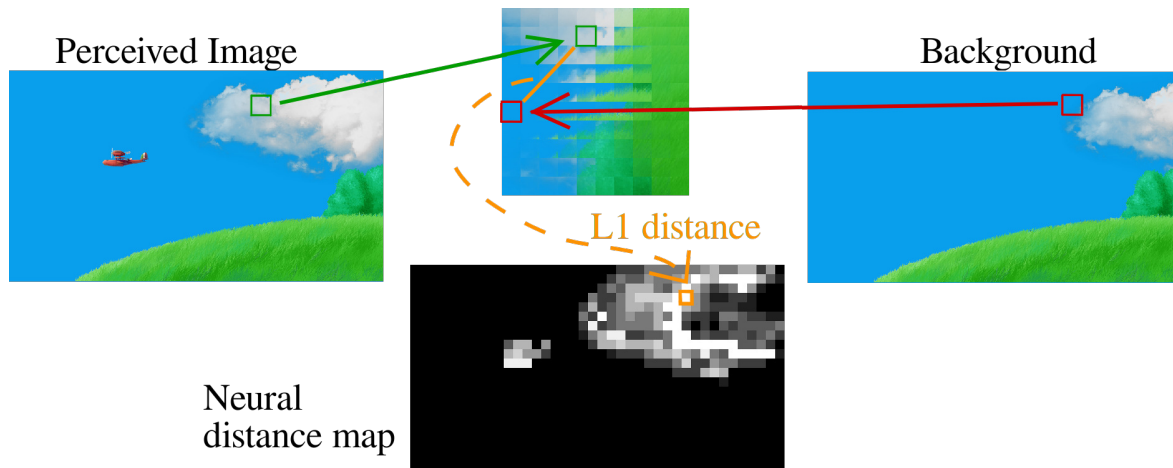 Perceived Image
Background
L1 distance
Neural
distance map